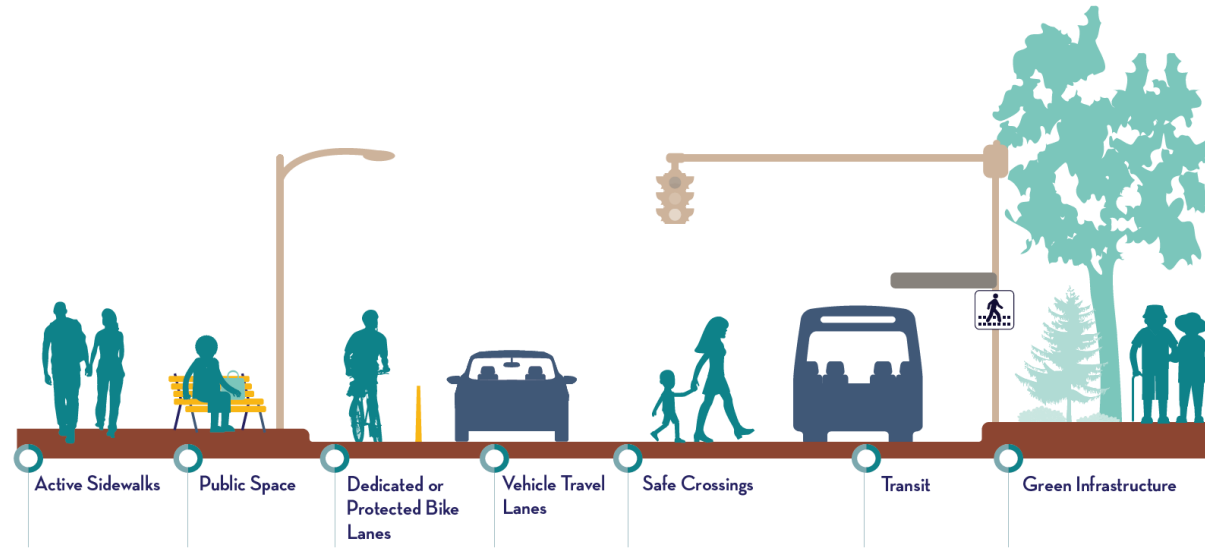 Active Sidewalks
Public Space
Dedicated or
Protected Bike
Lanes
Vehicle Travel
Lanes
Safe Crossings
Transit
Green Infrastructure